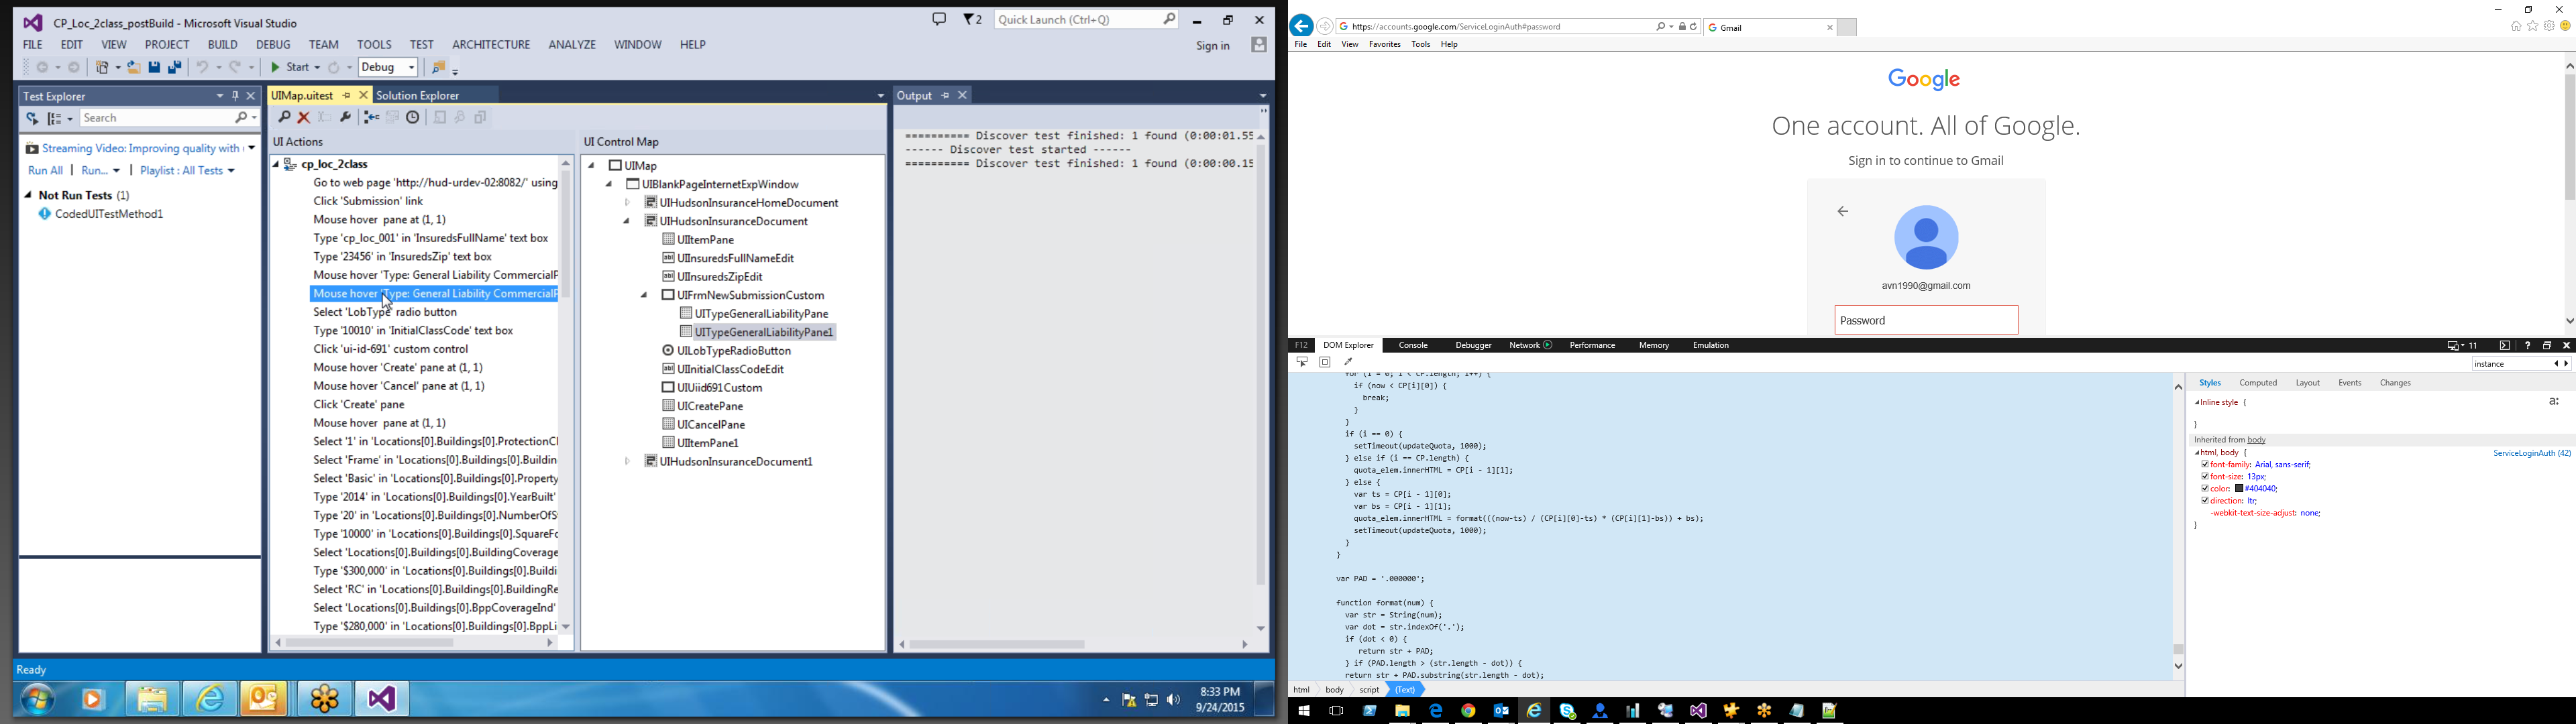 CP_Loc_2class_postBuild - Microsoft Visual Studio
2
Quick Launch (Ctrl+Q)
FILE EDIT VIEW PROJECT BUILD DEBUG TEAM TOOLS TEST ARCHITECTURE ANALYZE WINDOW HELP
Sign in
Start
Debug
Test Explorer
Search
Streaming Video: Improving quality with
Run All | Run... | Playlist : All Tests
Not Run Tests (1)
CodedUITestMethod1
UIMap.uitest
Solution Explorer
UI Actions
cp_loc_2class
Go to web page 'http://hud-urdev-02:8082/' using
Click 'Submission' link
Mouse hover pane at (1, 1)
Type 'cp_loc_001' in 'InsuredsFullName' text box
Type '23456' in 'InsuredsZip' text box
Mouse hover 'Type: General Liability CommercialP
Mouse hover 'Type: General Liability CommercialP
Select 'LobType' radio button
Type '10010' in 'InitialClassCode' text box
Click 'ui-id-691' custom control
Mouse hover 'Create' pane at (1, 1)
Mouse hover 'Cancel' pane at (1, 1)
Click 'Create' pane
Mouse hover pane at (1, 1)
Select '1' in 'Locations[0].Buildings[0].ProtectionCl
Select 'Frame' in 'Locations[0].Buildings[0].Buildin
Select 'Basic' in 'Locations[0].Buildings[0].Property
Type '2014' in 'Locations[0].Buildings[0].YearBuilt'
Type '20' in 'Locations[0].Buildings[0].NumberOfS
Type '10000' in 'Locations[0].Buildings[0].SquareFo
Select 'Locations[0].Buildings[0].BuildingCoverage
Type '$300,000' in 'Locations[0].Buildings[0].Buildi
Select 'RC' in 'Locations[0].Buildings[0].BuildingRe
Select 'Locations[0].Buildings[0].BppCoverageInd'
Type '$280,000' in 'Locations[0].Buildings[0].BppLi
UI Control Map
UIMap
UIBlankPageInternetExpWindow
UIHudsonInsuranceHomeDocument
UIHudsonInsuranceDocument
UIItemPane
UIInsuredsFullNameEdit
UIInsuredsZipEdit
UIFrmNewSubmissionCustom
UITypeGeneralLiabilityPane
UITypeGeneralLiabilityPane1
UILobTypeRadioButton
UIInitialClassCodeEdit
UIUiid691Custom
UICreatePane
UICancelPane
UIItemPane1
UIHudsonInsuranceDocument1
Output
========== Discover test finished: 1 found (0:00:01.55
------ Discover test started ------
========== Discover test finished: 1 found (0:00:00.15
Ready
8:33 PM
9/24/2015
https://accounts.google.com/ServiceLoginAuth#password
Gmail
File Edit View Favorites Tools Help
Google
One account. All of Google.
Sign in to continue to Gmail
avn1990@gmail.com
Password
F12 DOM Explorer Console Debugger Network Performance Memory Emulation
11
instance
for (i = 0; i < CP.length; i++) {
if (now < CP[i][0]) {
break;
}
}
if (i == 0) {
setTimeout(updateQuota, 1000);
} else if (i == CP.length) {
quota_elem.innerHTML = CP[i - 1][1];
} else {
var ts = CP[i - 1][0];
var bs = CP[i - 1][1];
quota_elem.innerHTML = format(((now-ts) / (CP[i][0]-ts) * (CP[i][1]-bs)) + bs);
setTimeout(updateQuota, 1000);
}
}
var PAD = '.000000';
function format(num) {
var str = String(num);
var dot = str.indexOf('.');
if (dot < 0) {
return str + PAD;
} if (PAD.length > (str.length - dot)) {
return str + PAD.substring(str.length - dot);
html body script (Text)
Styles Computed Layout Events Changes
Inline style {
a:
}
Inherited from body
html, body {
ServiceLoginAuth (42)
font-family: Arial, sans-serif;
font-size: 13px;
color: #404040;
direction: ltr;
-webkit-text-size-adjust: none;
}